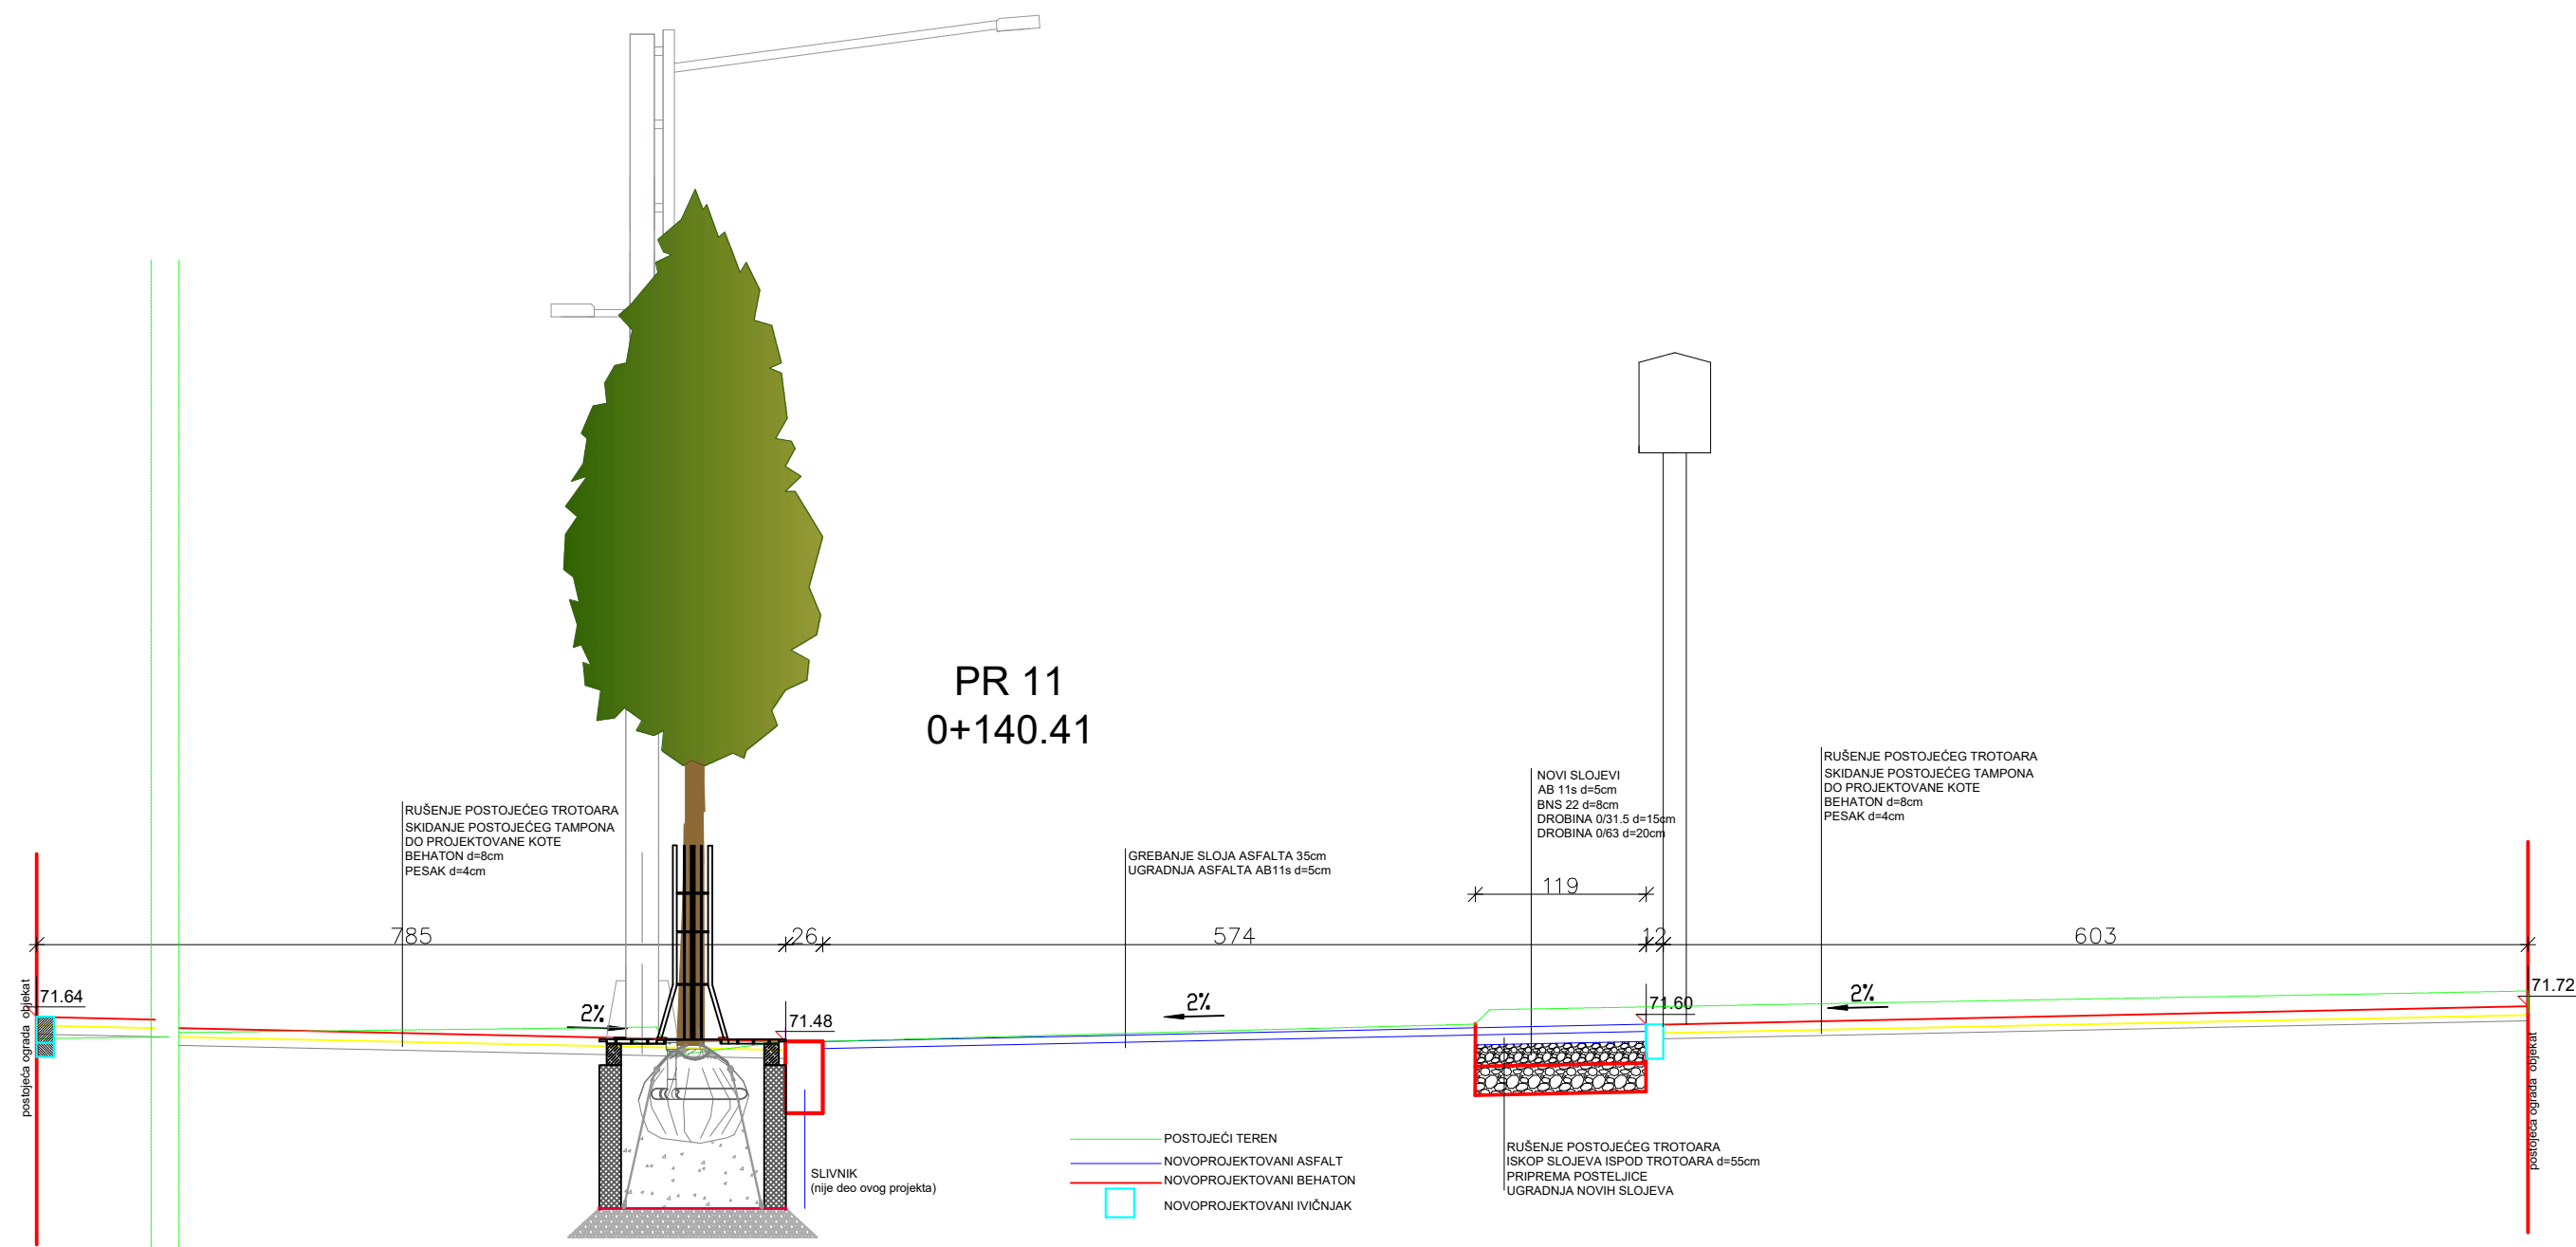 PR 11
0+140.41
RUŠENJE POSTOJEĆEG TROTOARA
SKIDANJE POSTOJEĆEG TAMPONA
DO PROJEKTOVANE KOTE
BEHATON d=8cm
PESAK d=4cm
GREBANJE SLOJA ASFALTA 35cm
UGRADNJA ASFALTA AB11s d=5cm
NOVI SLOJEVI
AB 11s d=5cm
BNS 22 d=8cm
DROBINA 0/31.5 d=15cm
DROBINA 0/63 d=20cm
RUŠENJE POSTOJEĆEG TROTOARA
SKIDANJE POSTOJEĆEG TAMPONA
DO PROJEKTOVANE KOTE
BEHATON d=8cm
PESAK d=4cm
119
785
26
574
12
603
postojeća ograda objekat
71.64
2%
71.48
2%
71.60
2%
71.72
postojeća ograda objekat
SLIVNIK
(nije deo ovog projekta)
POSTOJEĆI TEREN
NOVOPROJEKTOVANI ASFALT
NOVOPROJEKTOVANI BEHATON
NOVOPROJEKTOVANI IVIČNJAK
RUŠENJE POSTOJEĆEG TROTOARA
ISKOP SLOJEVA ISPOD TROTOARA d=55cm
PRIPREMA POSTELJICE
UGRADNJA NOVIH SLOJEVA